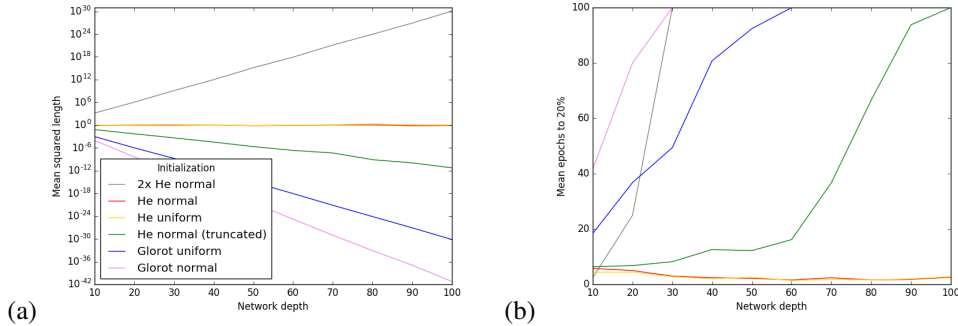 10^30
10^24
10^18
10^12
10^6
10^0
10^-6
10^-12
10^-18
10^-24
10^-30
10^-36
10^-42
Mean squared length
Initialization
2x He normal
He normal
He uniform
He normal (truncated)
Glorot uniform
Glorot normal
10 20 30 40 50 60 70 80 90 100
Network depth
(a)
100
80
60
40
20
0
Mean epochs to 20%
10 20 30 40 50 60 70 80 90 100
Network depth
(b)